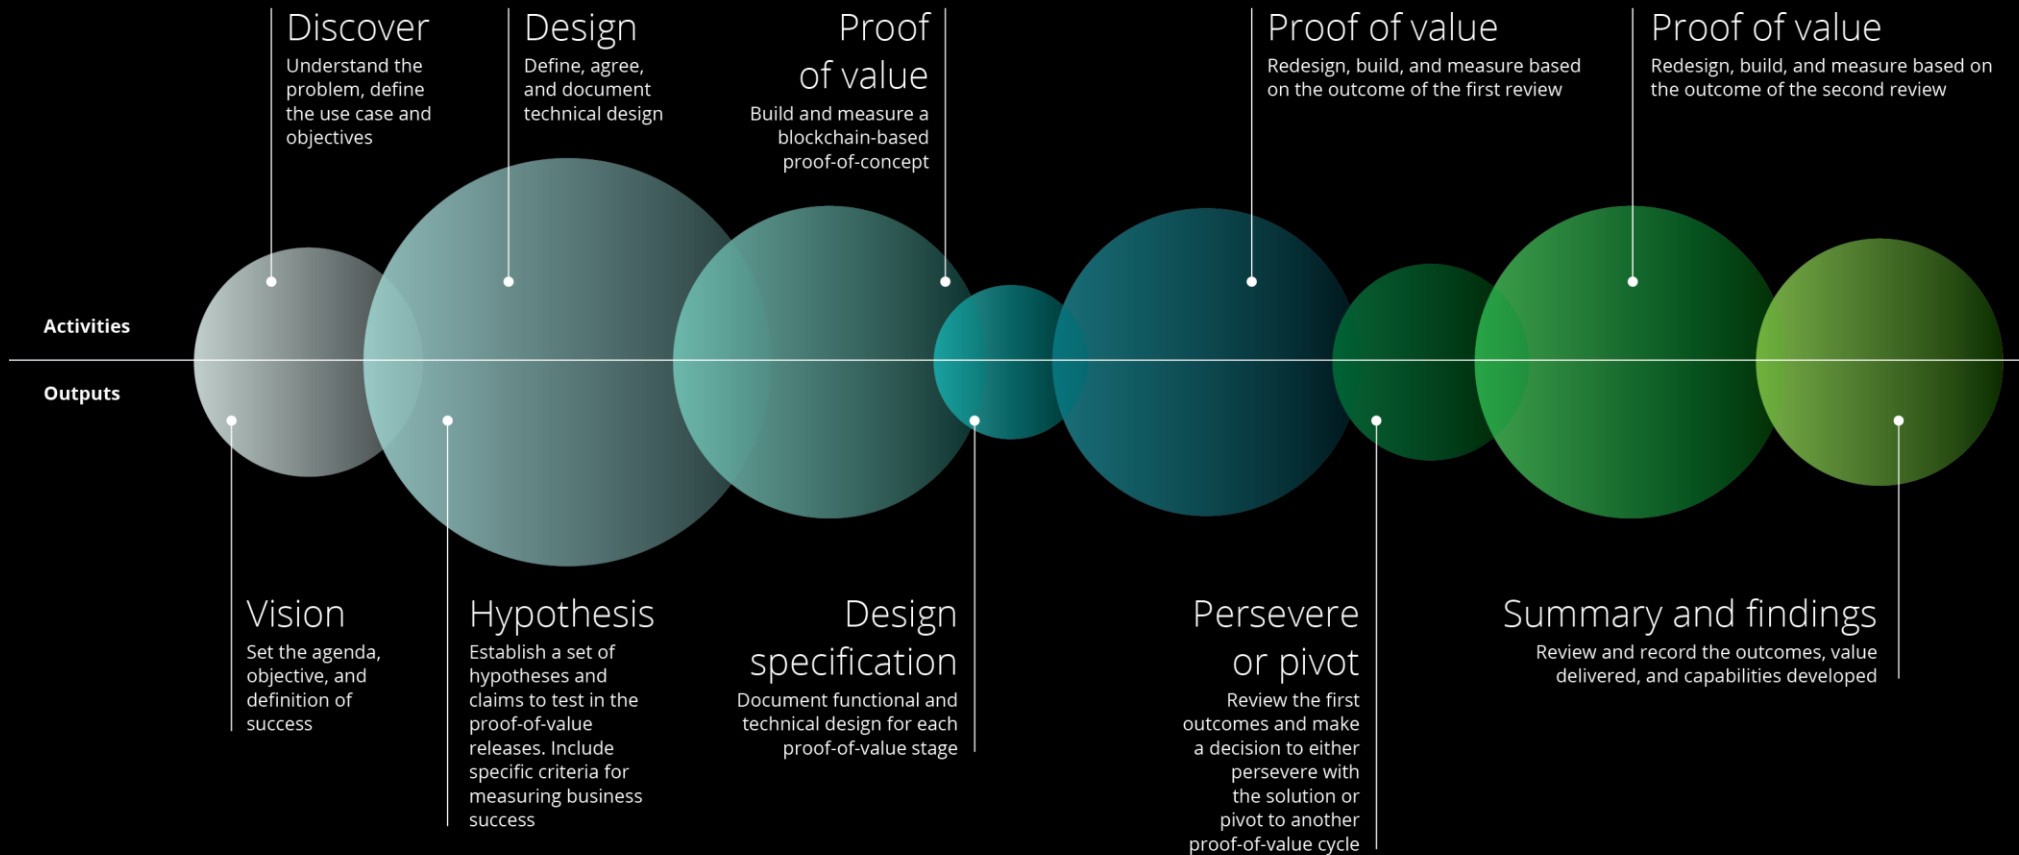 Discover
Understand the
problem, define
the use case and
objectives
Design
Define, agree,
and document
technical design
Proof
of value
Build and measure a
blockchain-based
proof-of-concept
Proof of value
Redesign, build, and measure based
on the outcome of the first review
Proof of value
Redesign, build, and measure based on
the outcome of the second review
Activities
Outputs
Vision
Set the agenda,
objective, and
definition of
success
Hypothesis
Establish a set of
hypotheses and
claims to test in the
proof-of-value
releases. Include
specific criteria for
measuring business
success
Design
specification
Document functional and
technical design for each
proof-of-value stage
Persevere
or pivot
Review the first
outcomes and make
a decision to either
persevere with
the solution or
pivot to another
proof-of-value cycle
Summary and findings
Review and record the outcomes, value
delivered, and capabilities developed